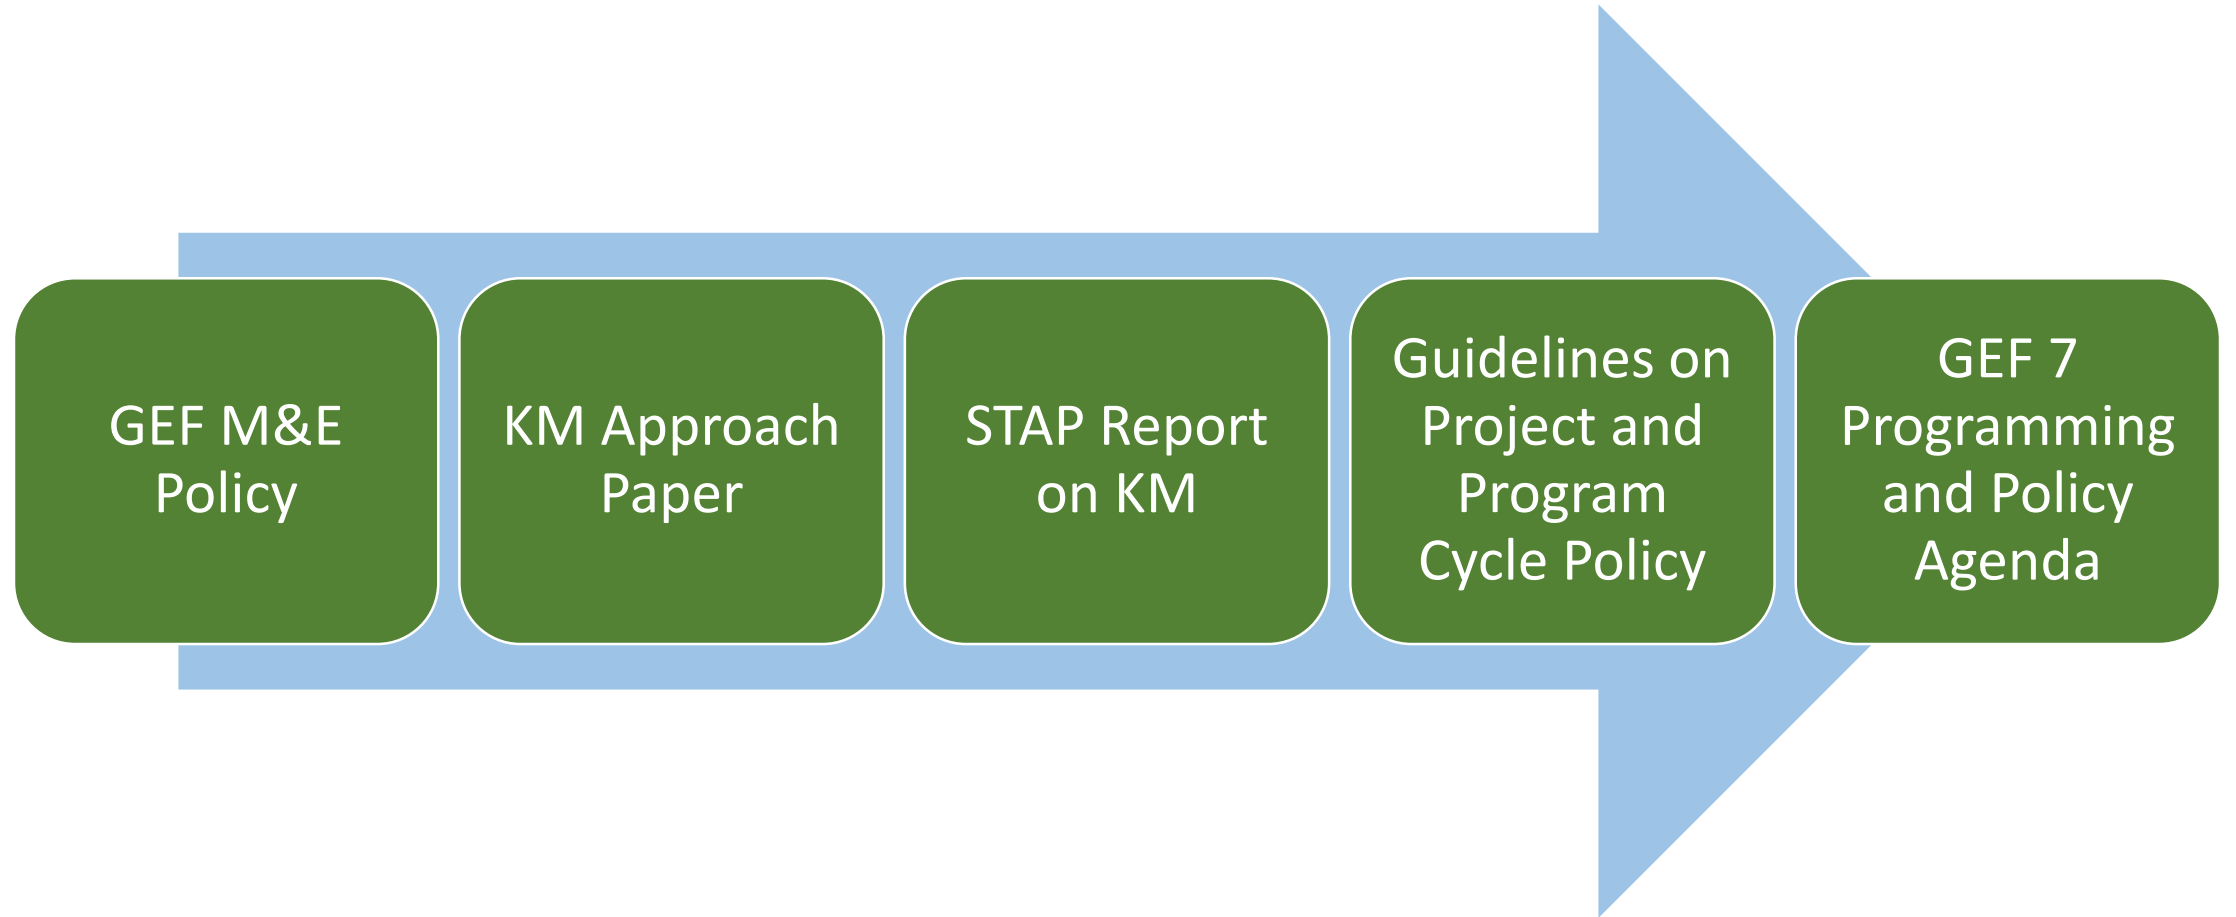 GEF M&E
Policy
KM Approach
Paper
STAP Report
on KM
Guidelines on
Project and
Program
Cycle Policy
GEF 7
Programming
and Policy
Agenda